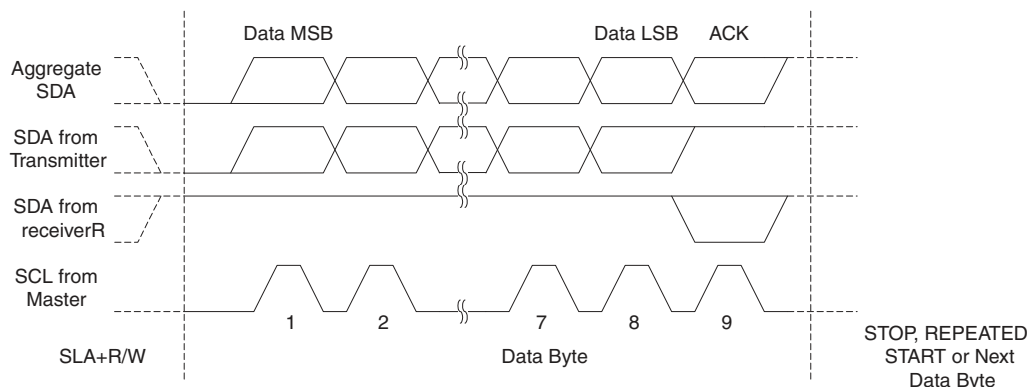 Data MSB
Data LSB
ACK
Aggregate
SDA
SDA from
Transmitter
SDA from
receiverR
SCL from
Master
1
2
7
8
9
SLA+R/W
Data Byte
STOP, REPEATED
START or Next
Data Byte